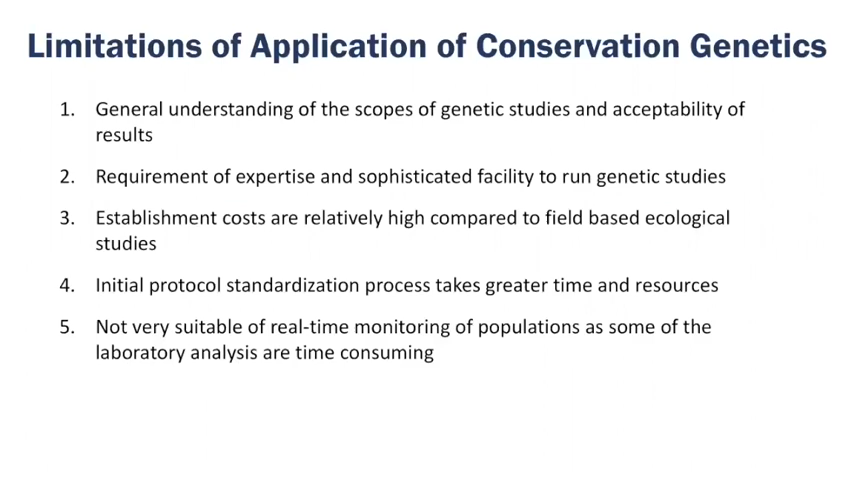 Limitations of Application of Conservation Genetics
1. General understanding of the scopes of genetic studies and acceptability of
results
2. Requirement of expertise and sophisticated facility to run genetic studies
3. Establishment costs are relatively high compared to field based ecological
studies
4. Initial protocol standardization process takes greater time and resources
5. Not very suitable of real-time monitoring of populations as some of the
laboratory analysis are time consuming